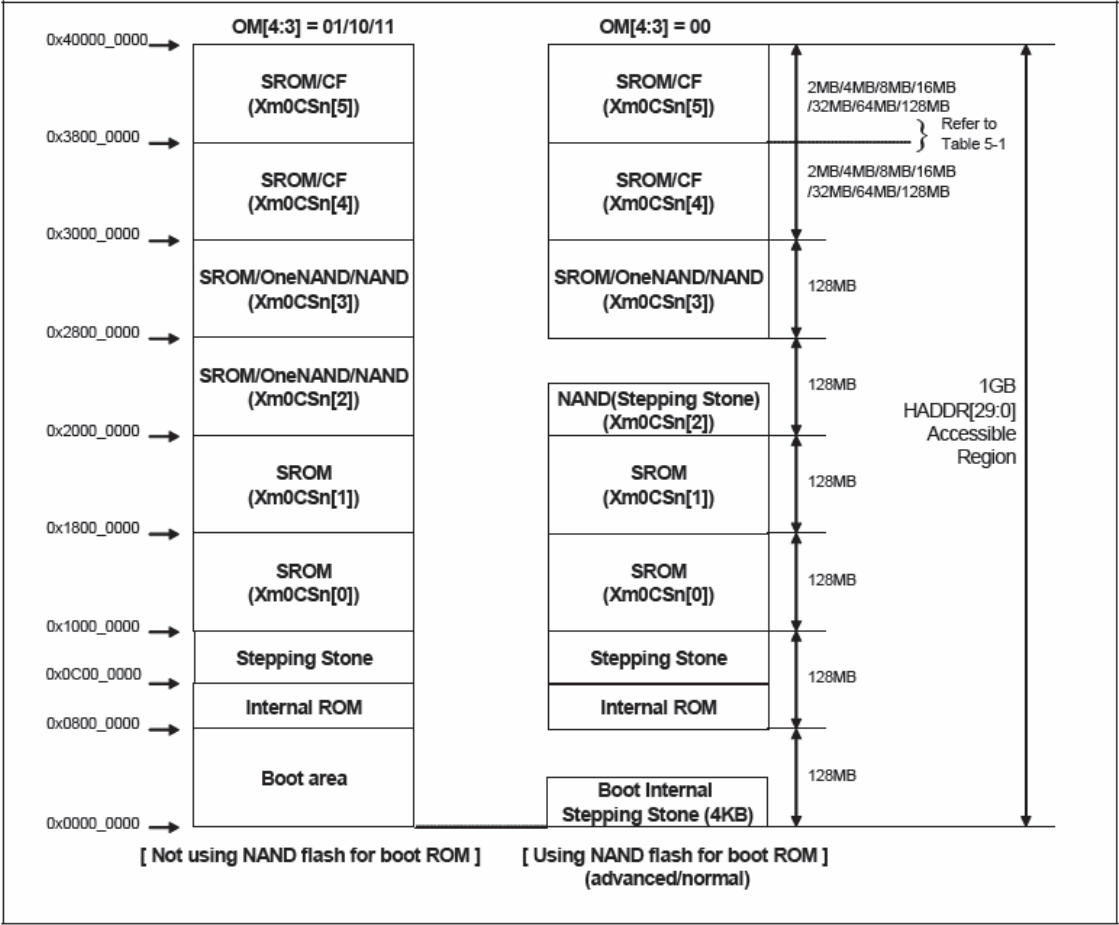 OM[4:3] = 01/10/11
OM[4:3] = 00
0x40000_0000
SROM/CF
(Xm0CSn[5])
SROM/CF
(Xm0CSn[5])
2MB/4MB/8MB/16MB
/32MB/64MB/128MB
Refer to
Table 5-1
0x3800_0000
SROM/CF
(Xm0CSn[4])
SROM/CF
(Xm0CSn[4])
2MB/4MB/8MB/16MB
/32MB/64MB/128MB
0x3000_0000
SROM/OneNAND/NAND
(Xm0CSn[3])
SROM/OneNAND/NAND
(Xm0CSn[3])
128MB
0x2800_0000
SROM/OneNAND/NAND
(Xm0CSn[2])
NAND(Stepping Stone)
(Xm0CSn[2])
128MB
1GB
HADDR[29:0]
Accessible
Region
0x2000_0000
SROM
(Xm0CSn[1])
SROM
(Xm0CSn[1])
128MB
0x1800_0000
SROM
(Xm0CSn[0])
SROM
(Xm0CSn[0])
128MB
0x1000_0000
Stepping Stone
Stepping Stone
0x0C00_0000
128MB
Internal ROM
Internal ROM
0x0800_0000
Boot area
Boot Internal
Stepping Stone (4KB)
128MB
0x0000_0000
[ Not using NAND flash for boot ROM ]
[ Using NAND flash for boot ROM ]
(advanced/normal)